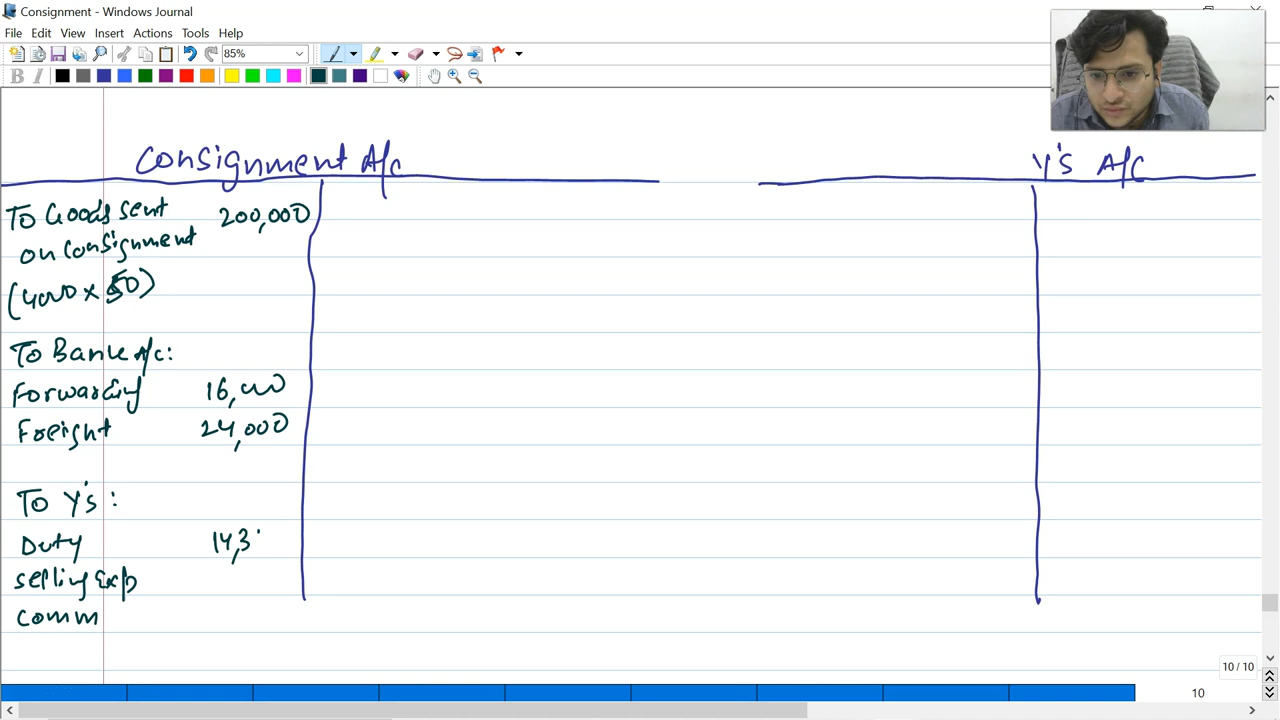 Consignment - Windows Journal
File Edit View Insert Actions Tools Help
85%
B I
Consignment A/c
Y's A/C
To Goods sent 200,000
on consignment
(4000 x 50)
To Bank A/c:
Forwarding 16,000
Freight 24,000
To Y's :
Duty 14,3
selling Exp
comm
10 / 10
10